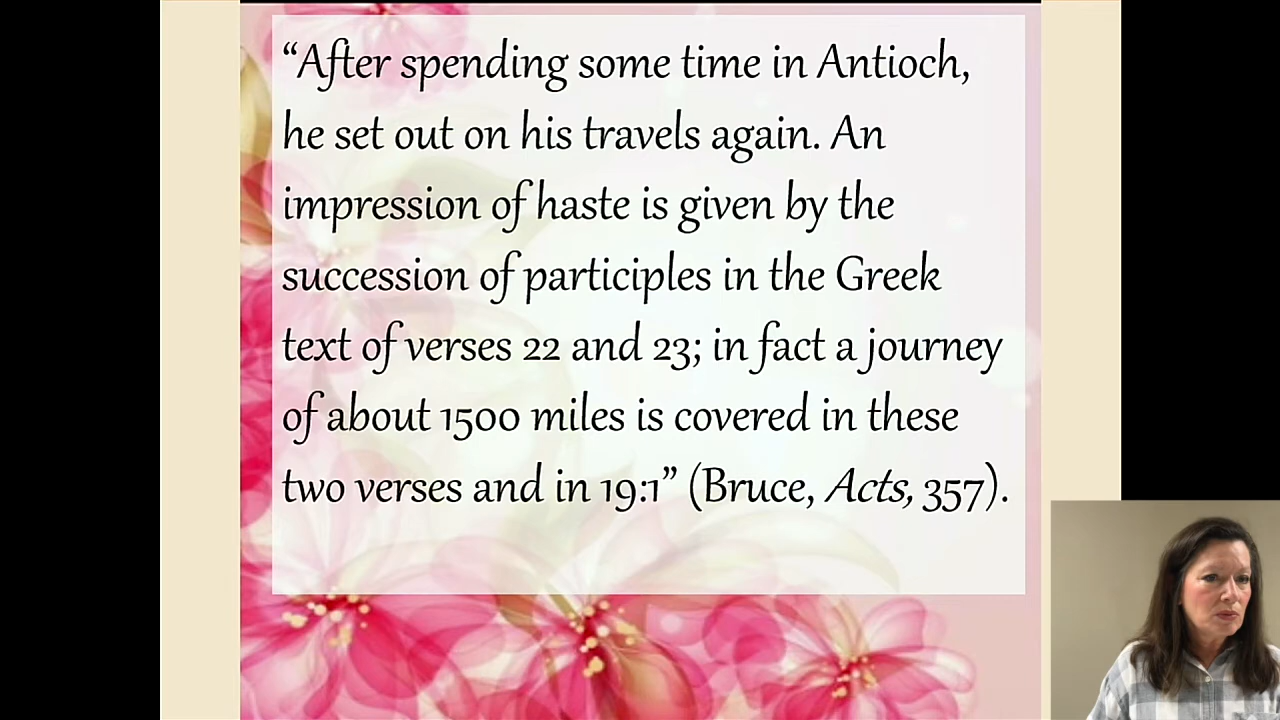 “After spending some time in Antioch,
he set out on his travels again. An
impression of haste is given by the
succession of participles in the Greek
text of verses 22 and 23; in fact a journey
of about 1500 miles is covered in these
two verses and in 19:1” (Bruce, Acts, 357).